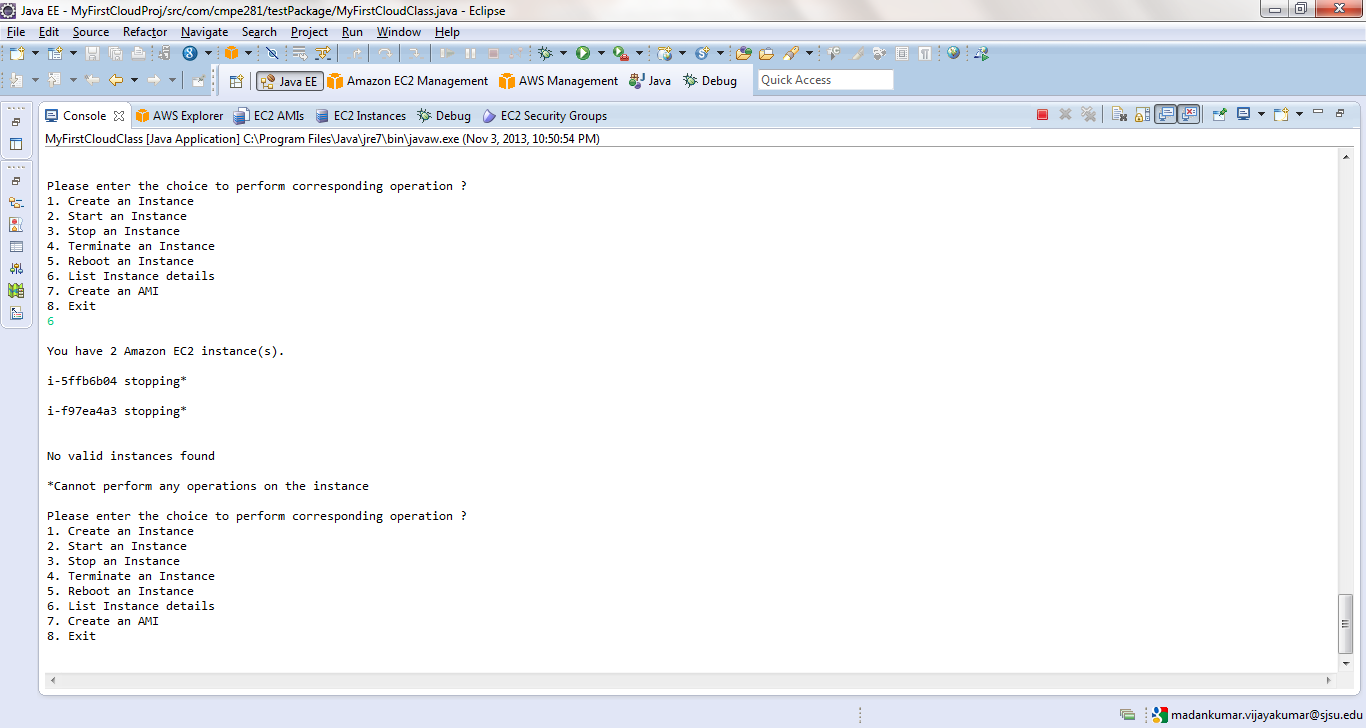 Java EE - MyFirstCloudProj/src/com/cmpe281/testPackage/MyFirstCloudClass.java - Eclipse
File Edit Source Refactor Navigate Search Project Run Window Help
Java EE Amazon EC2 Management AWS Management Java Debug Quick Access
Console AWS Explorer EC2 AMIs EC2 Instances Debug EC2 Security Groups
MyFirstCloudClass [Java Application] C:\Program Files\Java\jre7\bin\javaw.exe (Nov 3, 2013, 10:50:54 PM)
Please enter the choice to perform corresponding operation ?
1. Create an Instance
2. Start an Instance
3. Stop an Instance
4. Terminate an Instance
5. Reboot an Instance
6. List Instance details
7. Create an AMI
8. Exit
6
You have 2 Amazon EC2 instance(s).
i-5ffb6b04 stopping*
i-f97ea4a3 stopping*
No valid instances found
*Cannot perform any operations on the instance
Please enter the choice to perform corresponding operation ?
1. Create an Instance
2. Start an Instance
3. Stop an Instance
4. Terminate an Instance
5. Reboot an Instance
6. List Instance details
7. Create an AMI
8. Exit
madankumar.vijayakumar@sjsu.edu